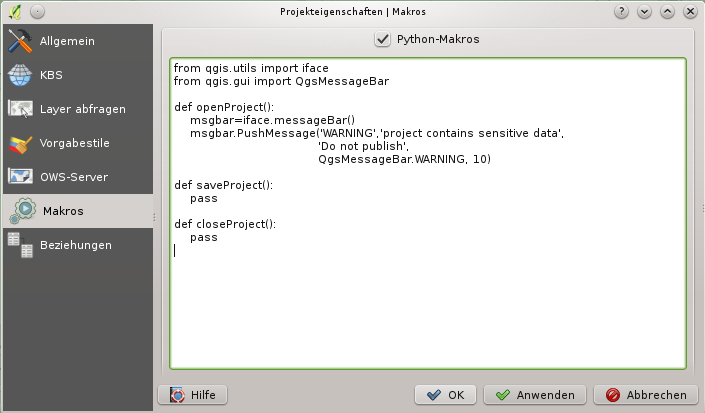 Projekteigenschaften | Makros
Allgemein
KBS
Layer abfragen
Vorgabestile
OWS-Server
Makros
Beziehungen
Python-Makros
from qgis.utils import iface
from qgis.gui import QgsMessageBar
def openProject():
msgbar=iface.messageBar()
msgbar.PushMessage('WARNING','project contains sensitive data',
'Do not publish',
QgsMessageBar.WARNING, 10)
def saveProject():
pass
def closeProject():
pass
Hilfe
OK
Anwenden
Abbrechen